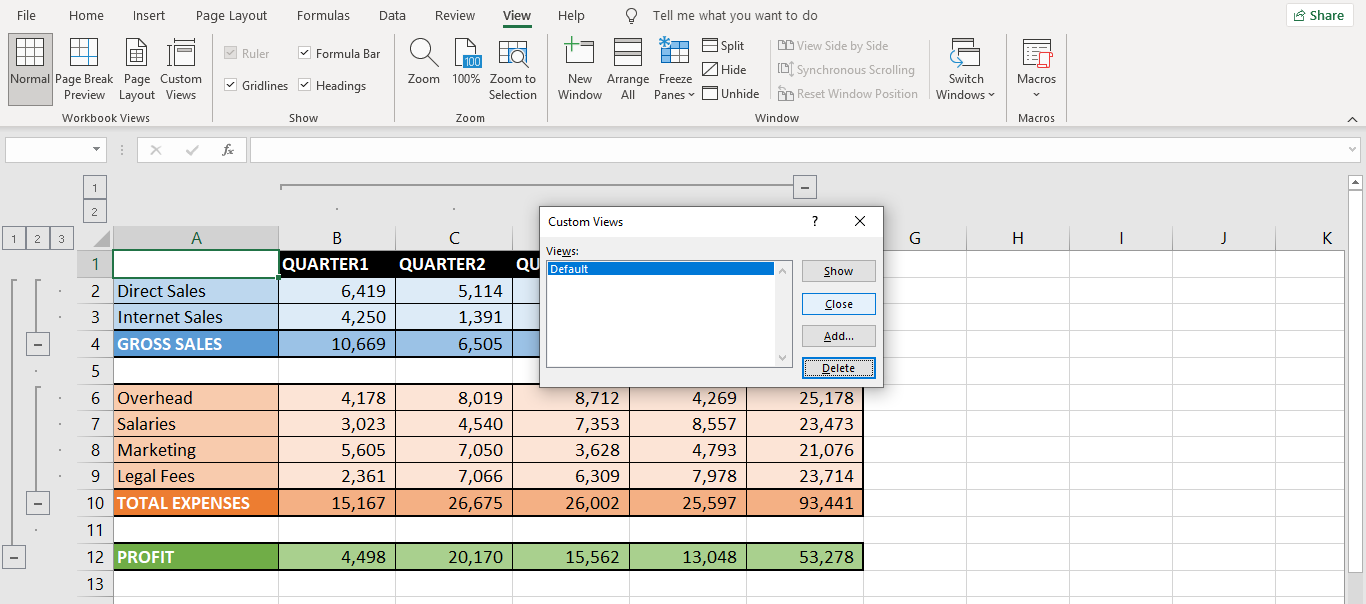 File Home Insert Page Layout Formulas Data Review View Help Tell me what you want to do Share
Normal Page Break Preview Page Layout Custom Views
Workbook Views
Ruler Formula Bar
Gridlines Headings
Show
Zoom 100% Zoom to Selection
100
Zoom
New Window Arrange All Freeze Panes
Split
Hide
Unhide
View Side by Side
Synchronous Scrolling
Reset Window Position
Switch Windows
Window
Macros
Macros
fx
1
2
1 2 3
A B C G H I J K
Custom Views ?
Views:
Default
Show
Close
Add...
Delete
1 QUARTER1 QUARTER2 QU
2 Direct Sales 6,419 5,114
3 Internet Sales 4,250 1,391
4 GROSS SALES 10,669 6,505
5
6 Overhead 4,178 8,019 8,712 4,269 25,178
7 Salaries 3,023 4,540 7,353 8,557 23,473
8 Marketing 5,605 7,050 3,628 4,793 21,076
9 Legal Fees 2,361 7,066 6,309 7,978 23,714
10 TOTAL EXPENSES 15,167 26,675 26,002 25,597 93,441
11
12 PROFIT 4,498 20,170 15,562 13,048 53,278
13